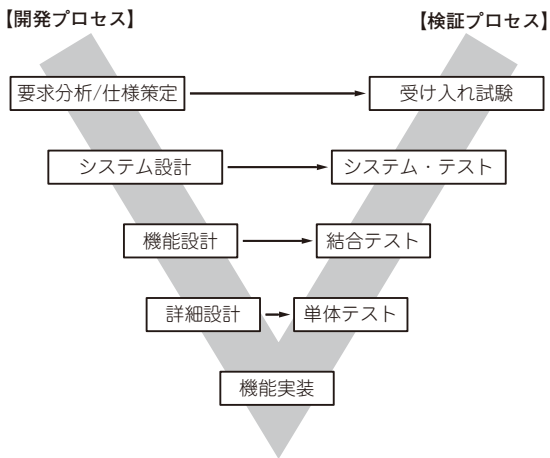 【開発プロセス】
【検証プロセス】
要求分析/仕様策定
受け入れ試験
システム設計
システム・テスト
機能設計
結合テスト
詳細設計
単体テスト
機能実装